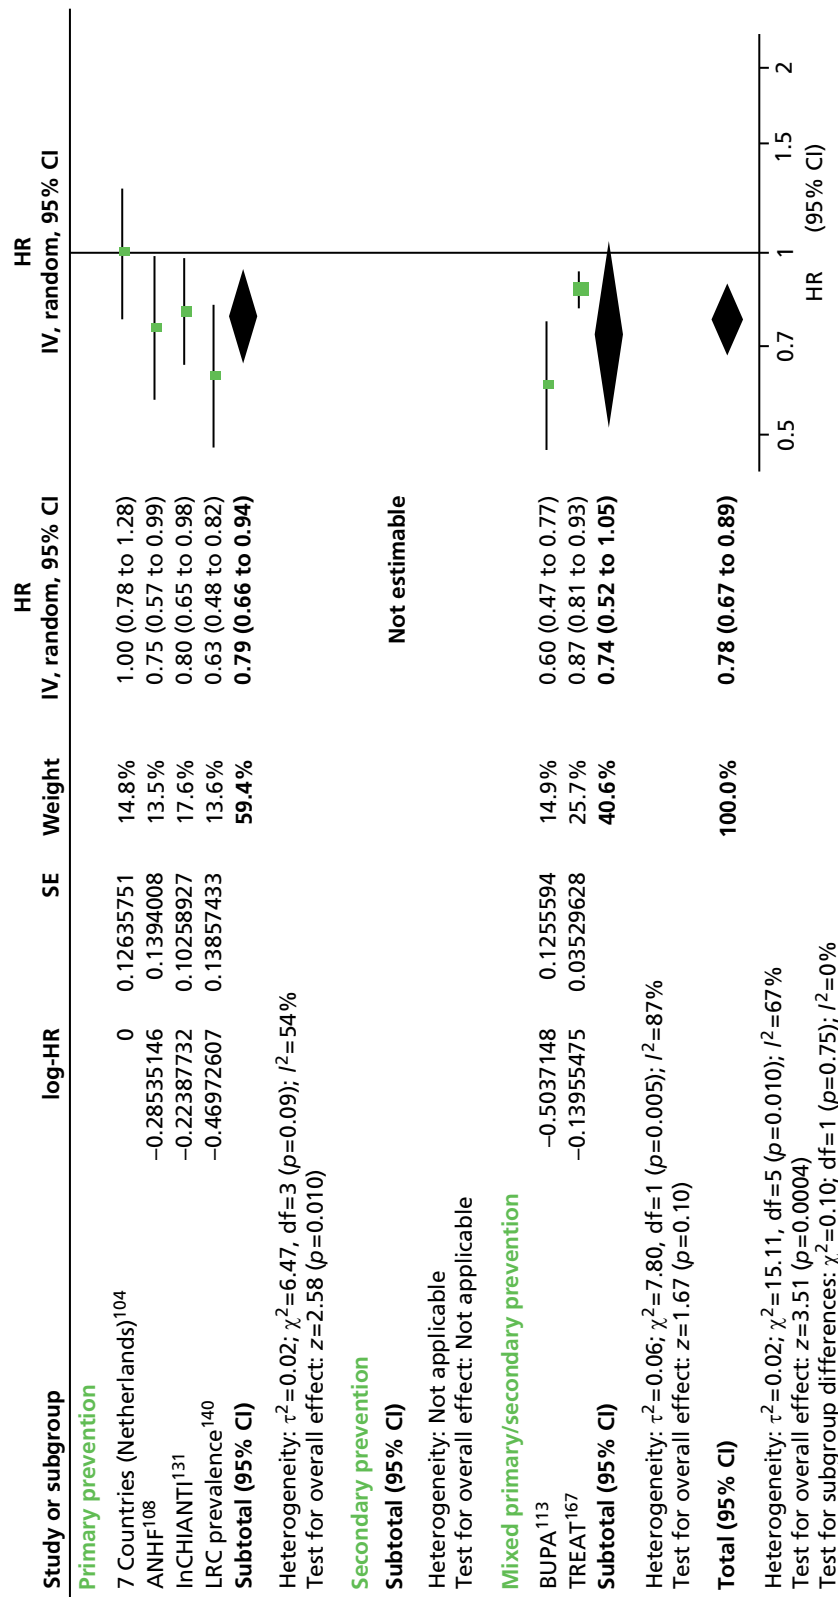 HR HR
Study or subgroup log-HR SE Weight IV, random, 95% CI IV, random, 95% CI
Primary prevention
7 Countries (Netherlands)104 0 0.12635751 14.8% 1.00 (0.78 to 1.28)
ANHF108 −0.28535146 0.1394008 13.5% 0.75 (0.57 to 0.99)
InCHIANTI131 −0.22387732 0.10258927 17.6% 0.80 (0.65 to 0.98)
LRC prevalence140 −0.46972607 0.13857433 13.6% 0.63 (0.48 to 0.82)
Subtotal (95% CI) 59.4% 0.79 (0.66 to 0.94)
Heterogeneity: τ2=0.02; χ2=6.47, df=3 (p=0.09); I2=54%
Test for overall effect: z=2.58 (p=0.010)
Secondary prevention
Subtotal (95% CI) Not estimable
Heterogeneity: Not applicable
Test for overall effect: Not applicable
Mixed primary/secondary prevention
BUPA113 −0.5037148 0.1255594 14.9% 0.60 (0.47 to 0.77)
TREAT167 −0.13955475 0.03529628 25.7% 0.87 (0.81 to 0.93)
Subtotal (95% CI) 40.6% 0.74 (0.52 to 1.05)
Heterogeneity: τ2=0.06; χ2=7.80, df=1 (p=0.005); I2=87%
Test for overall effect: z=1.67 (p=0.10)
Total (95% CI) 100.0% 0.78 (0.67 to 0.89)
Heterogeneity: τ2=0.02; χ2=15.11, df=5 (p=0.010); I2=67%
Test for overall effect: z=3.51 (p=0.0004)
Test for subgroup differences: χ2=0.10; df=1 (p=0.75); I2=0%
0.5 0.7 1 1.5 2
HR (95% CI)